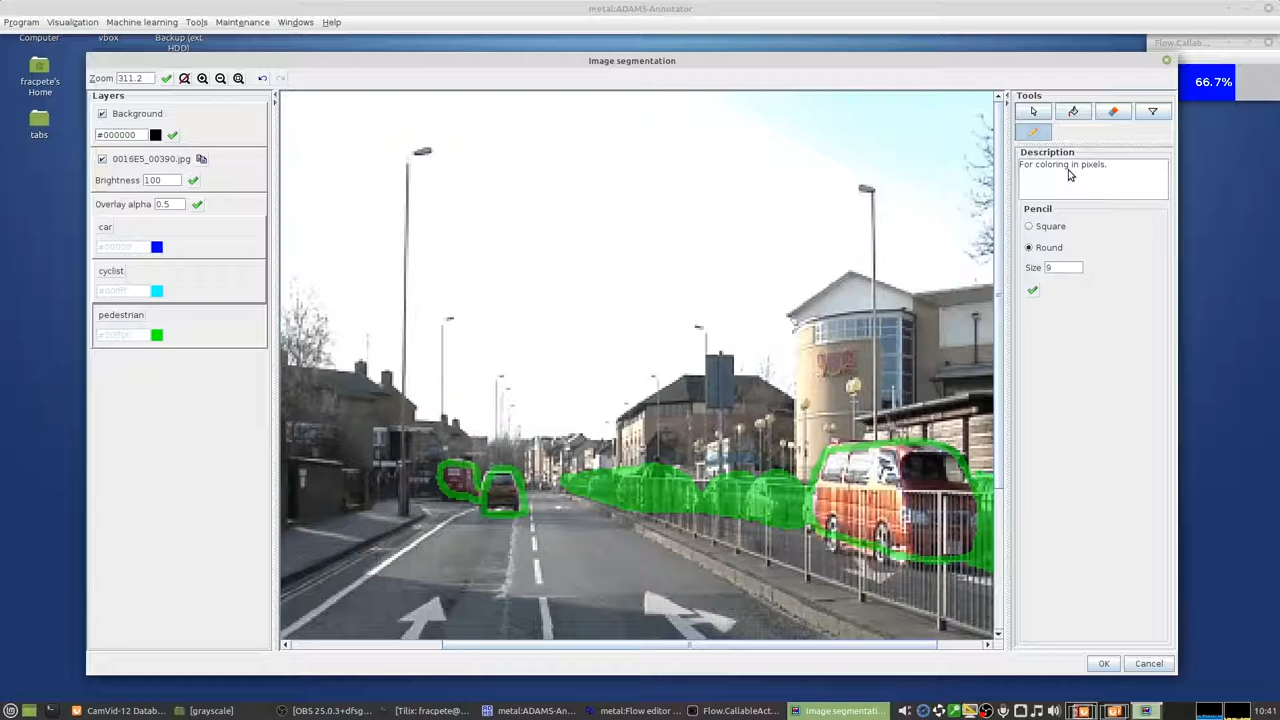 metal:ADAMS-Annotator
Program Visualization Machine learning Tools Maintenance Windows Help
Computer vbox Backup (ext. HDD)
Flow.Callab...
Image segmentation
Zoom 311.2
66.7%
fracpete's Home
tabs
Layers
Background
#000000
0016E5_00390.jpg
Brightness 100
Overlay alpha 0.5
car
cyclist
pedestrian
Tools
Description
For coloring in pixels.
Pencil
Square
Round
Size 9
OK Cancel
CamVid-12 Datab... [grayscale] [OBS 25.0.3+dfsg... [Tilix: fracpete@... metal:ADAMS-An... metal:Flow editor ... Flow.CallableAct... Image segmentati... 10:41